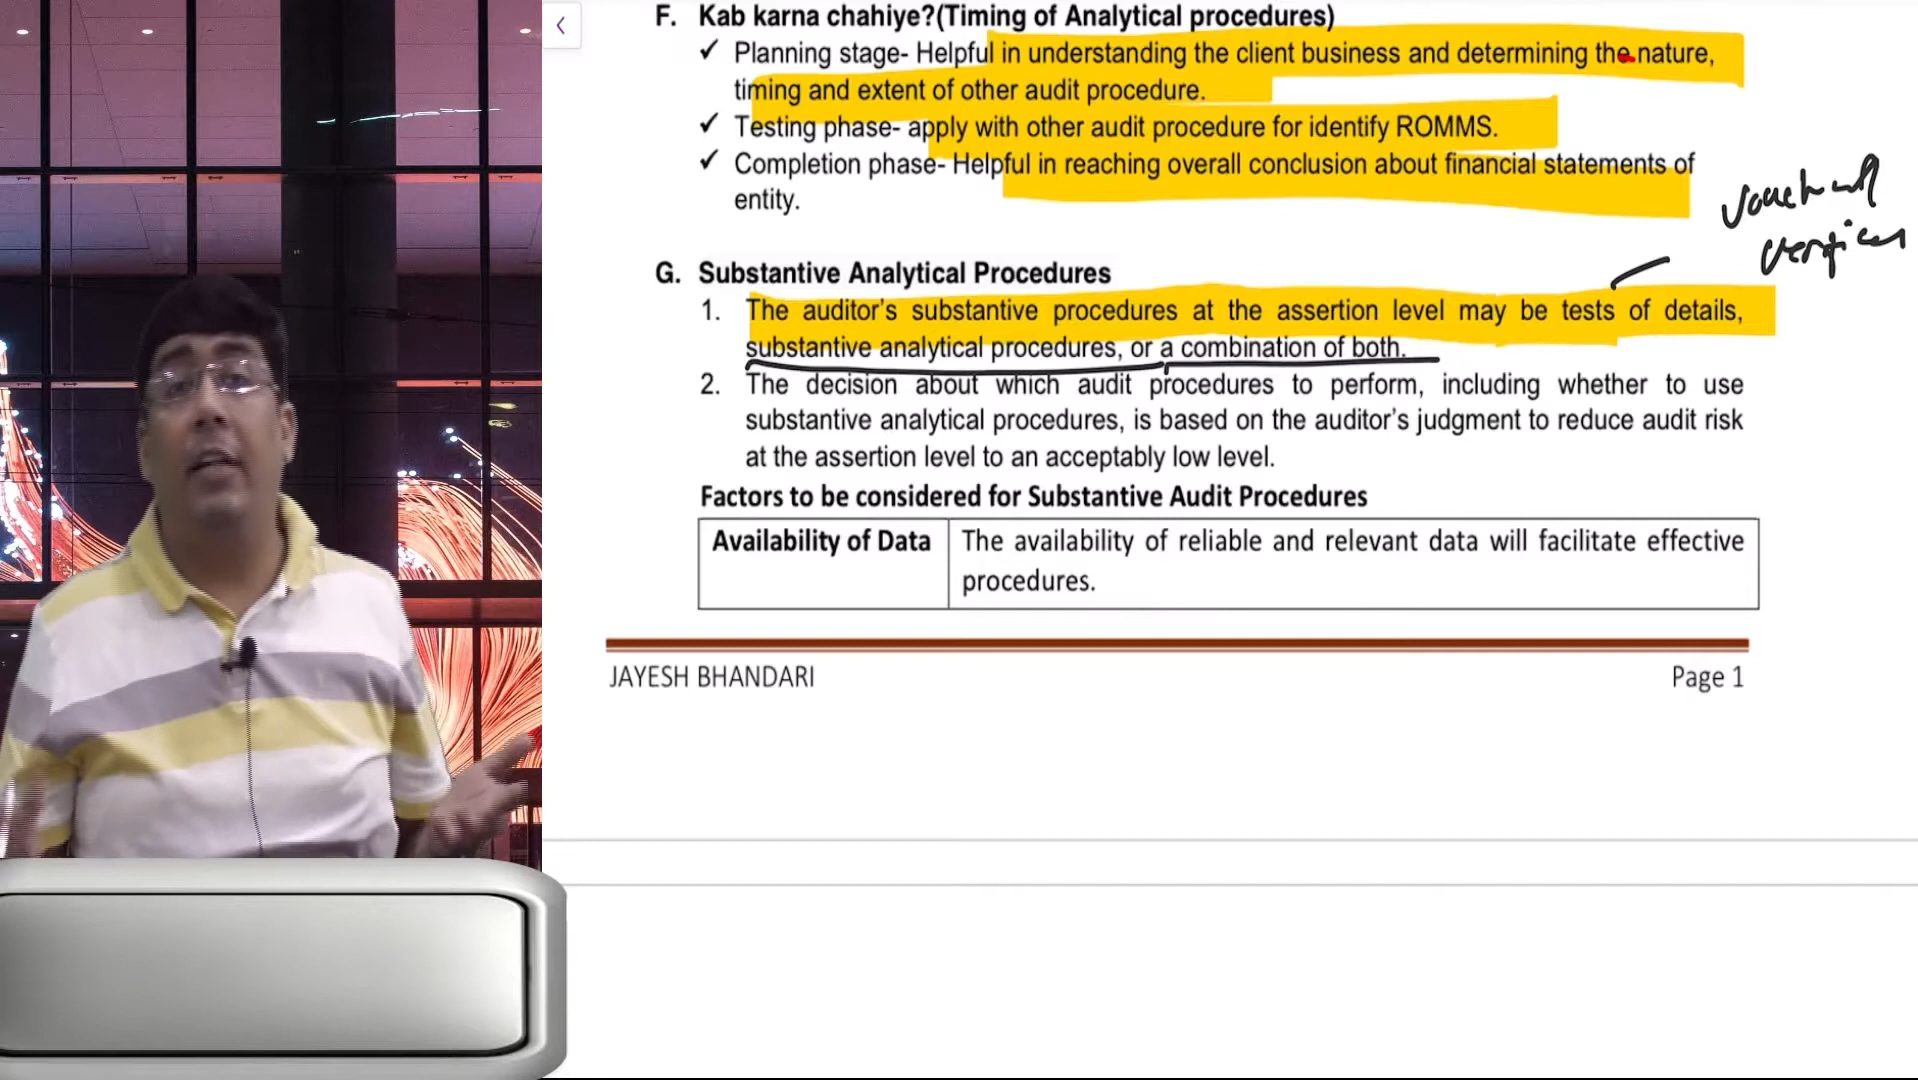 F. Kab karna chahiye?(Timing of Analytical procedures)
✓ Planning stage- Helpful in understanding the client business and determining the nature,
timing and extent of other audit procedure.
✓ Testing phase- apply with other audit procedure for identify ROMMS.
✓ Completion phase- Helpful in reaching overall conclusion about financial statements of
entity.
G. Substantive Analytical Procedures
1. The auditor's substantive procedures at the assertion level may be tests of details,
substantive analytical procedures, or a combination of both.
2. The decision about which audit procedures to perform, including whether to use
substantive analytical procedures, is based on the auditor's judgment to reduce audit risk
at the assertion level to an acceptably low level.
Factors to be considered for Substantive Audit Procedures
Availability of Data The availability of reliable and relevant data will facilitate effective
procedures.
JAYESH BHANDARI Page 1